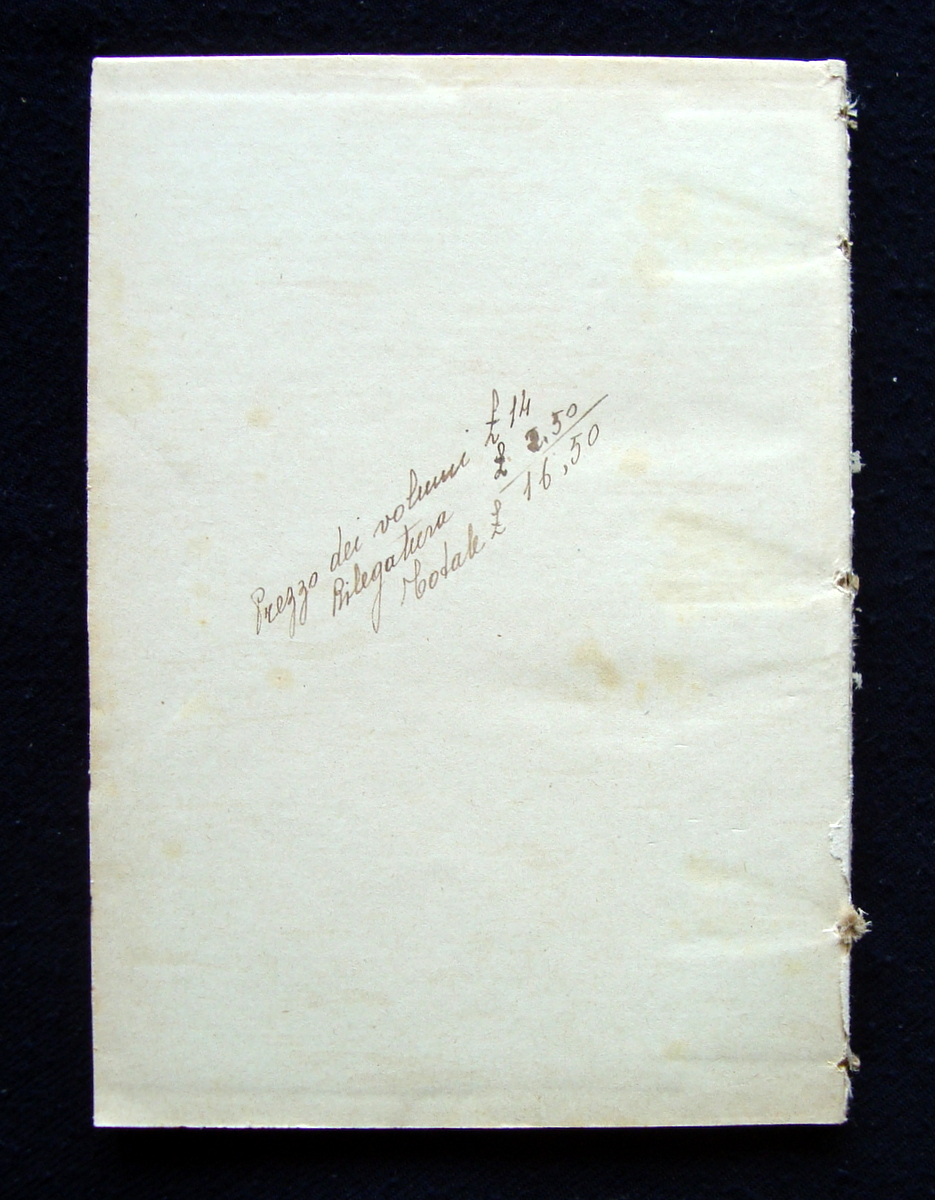 Prezzo dei volumi £ 14
Rilegatura £ 2,50
Totale £ 16,50